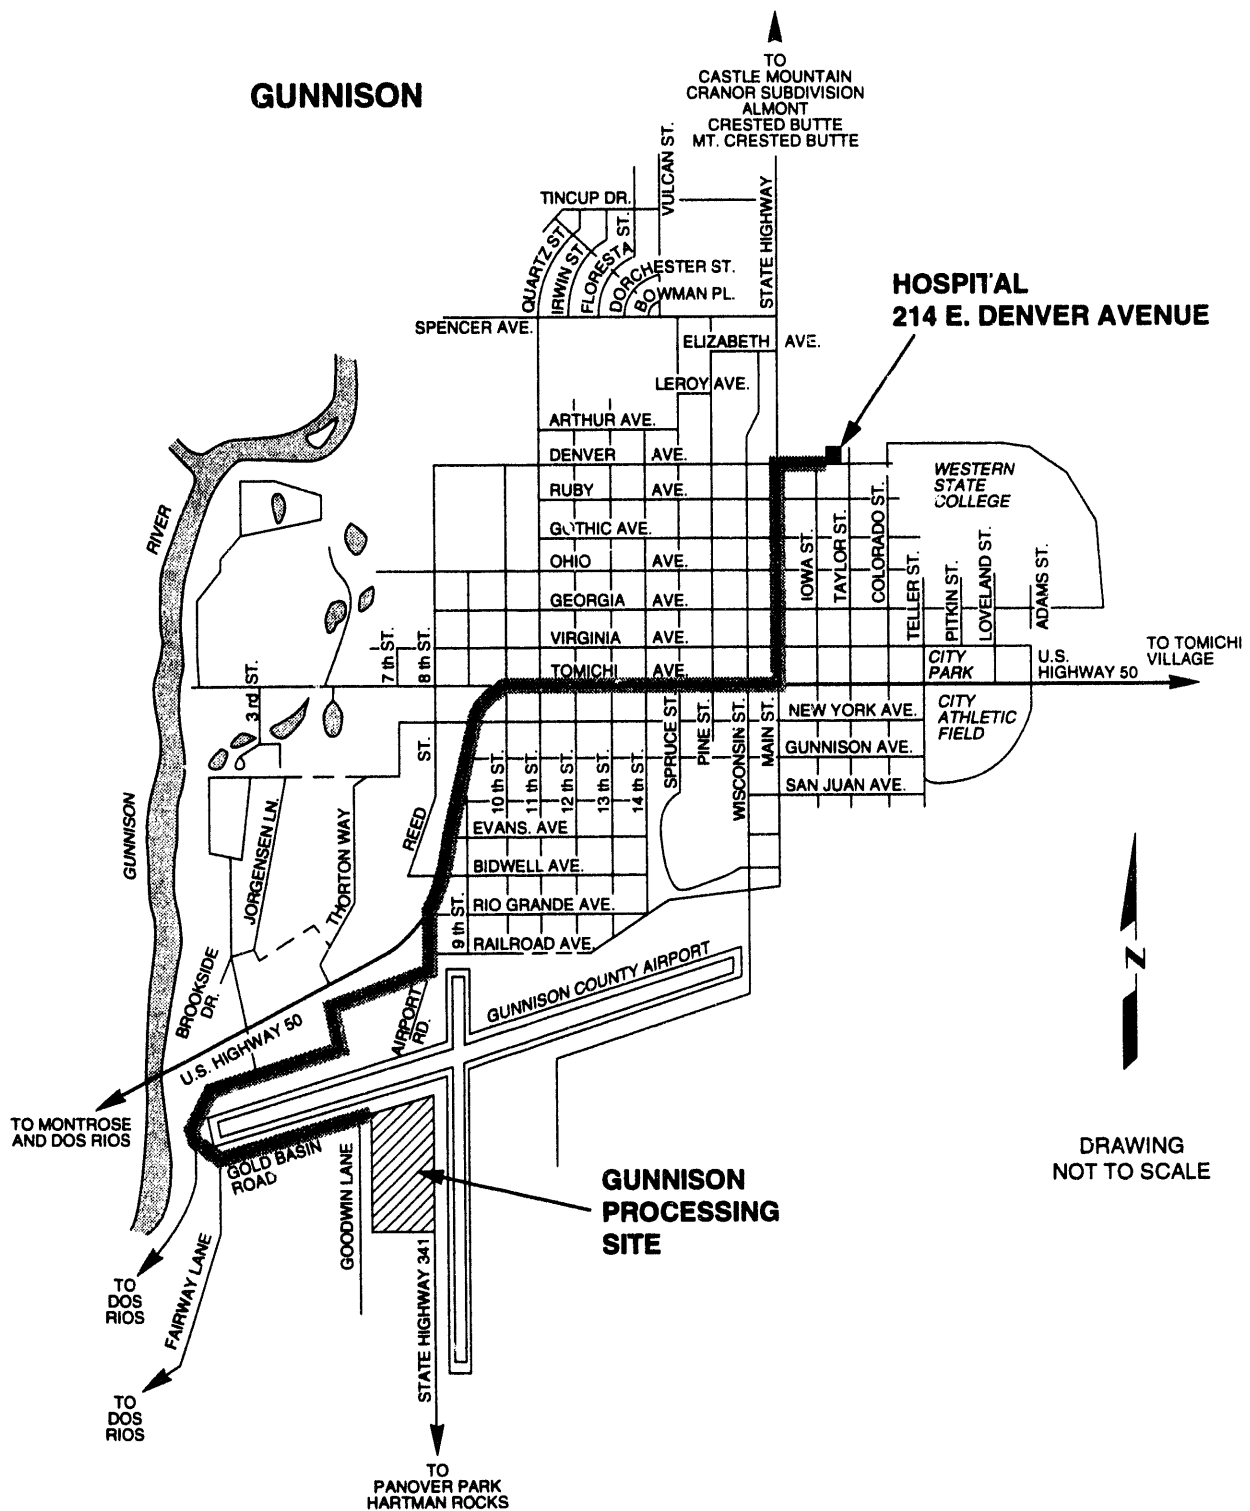 GUNNISON
TO
CASTLE MOUNTAIN
CRANOR SUBDIVISION
ALMONT
CRESTED BUTTE
MT. CRESTED BUTTE
VULCAN ST.
TINCUP DR.
STATE HIGHWAY
QUARTZ ST
IRWIN ST.
FLORESTA ST.
DORCHESTER ST.
BOWMAN PL.
HOSPITAL
214 E. DENVER AVENUE
SPENCER AVE.
ELIZABETH AVE.
LEROY AVE.
ARTHUR AVE.
DENVER AVE.
RUBY AVE.
GOTHIC AVE.
OHIO AVE.
GEORGIA AVE.
VIRGINIA AVE.
TOMICHI AVE.
WESTERN
STATE
COLLEGE
IOWA ST.
TAYLOR ST.
COLORADO ST.
TELLER ST.
PITKIN ST.
LOVELAND ST.
ADAMS ST.
RIVER
7 th ST.
8 th ST.
3 rd ST.
CITY
PARK
U.S.
HIGHWAY 50
TO TOMICHI
VILLAGE
CITY
ATHLETIC
FIELD
NEW YORK AVE.
GUNNISON AVE.
SAN JUAN AVE.
SPRUCE ST.
PINE ST.
WISCONSIN ST.
MAIN ST.
REED ST.
10 th ST.
11 th ST.
12 th ST.
13 th ST.
14 th ST.
GUNNISON
JORGENSEN LN.
THORTON WAY
EVANS. AVE
BIDWELL AVE.
RIO GRANDE AVE.
9 th ST.
RAILROAD AVE.
BROOKSIDE
DR.
U.S. HIGHWAY 50
AIRPORT
RD.
GUNNISON COUNTY AIRPORT
N
TO MONTROSE
AND DOS RIOS
GOLD BASIN
ROAD
GOODWIN LANE
GUNNISON
PROCESSING
SITE
DRAWING
NOT TO SCALE
FAIRWAY LANE
STATE HIGHWAY 341
TO
DOS
RIOS
TO
DOS
RIOS
TO
PANOVER PARK
HARTMAN ROCKS